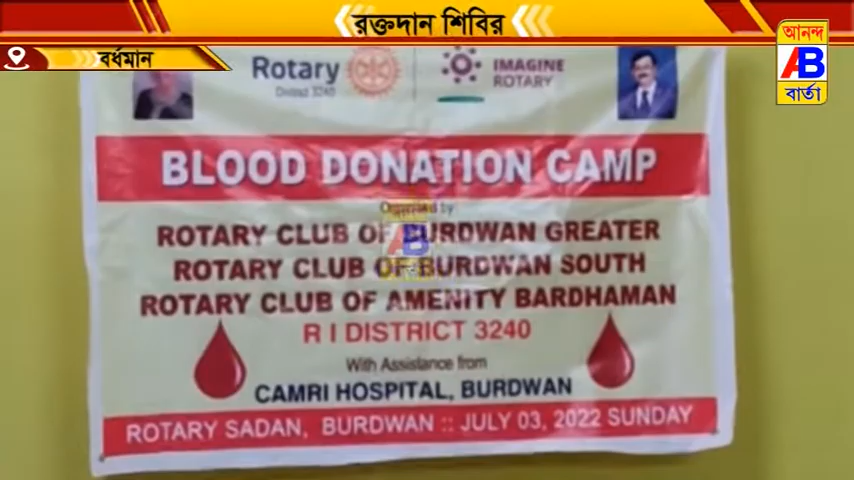 রক্তদান শিবির
বর্ধমান
আনন্দ
AB
বার্তা
Rotary
District 3240
IMAGINE
ROTARY
BLOOD DONATION CAMP
Organised by
ROTARY CLUB OF BURDWAN GREATER
ROTARY CLUB OF BURDWAN SOUTH
ROTARY CLUB OF AMENITY BARDHAMAN
R I DISTRICT 3240
With Assistance from
CAMRI HOSPITAL, BURDWAN
ROTARY SADAN, BURDWAN :: JULY 03, 2022 SUNDAY